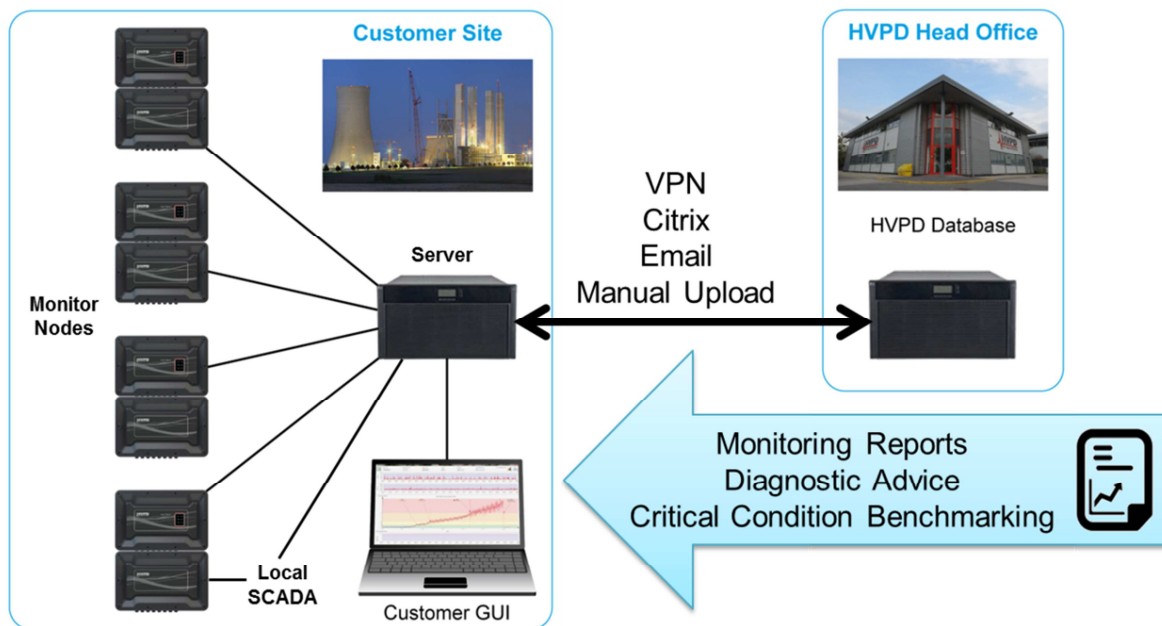 Customer Site
HVPD Head Office
VPN
Citrix
Email
Manual Upload
HVPD Database
Server
Monitor
Nodes
Monitoring Reports
Diagnostic Advice
Critical Condition Benchmarking
Local
SCADA
Customer GUI